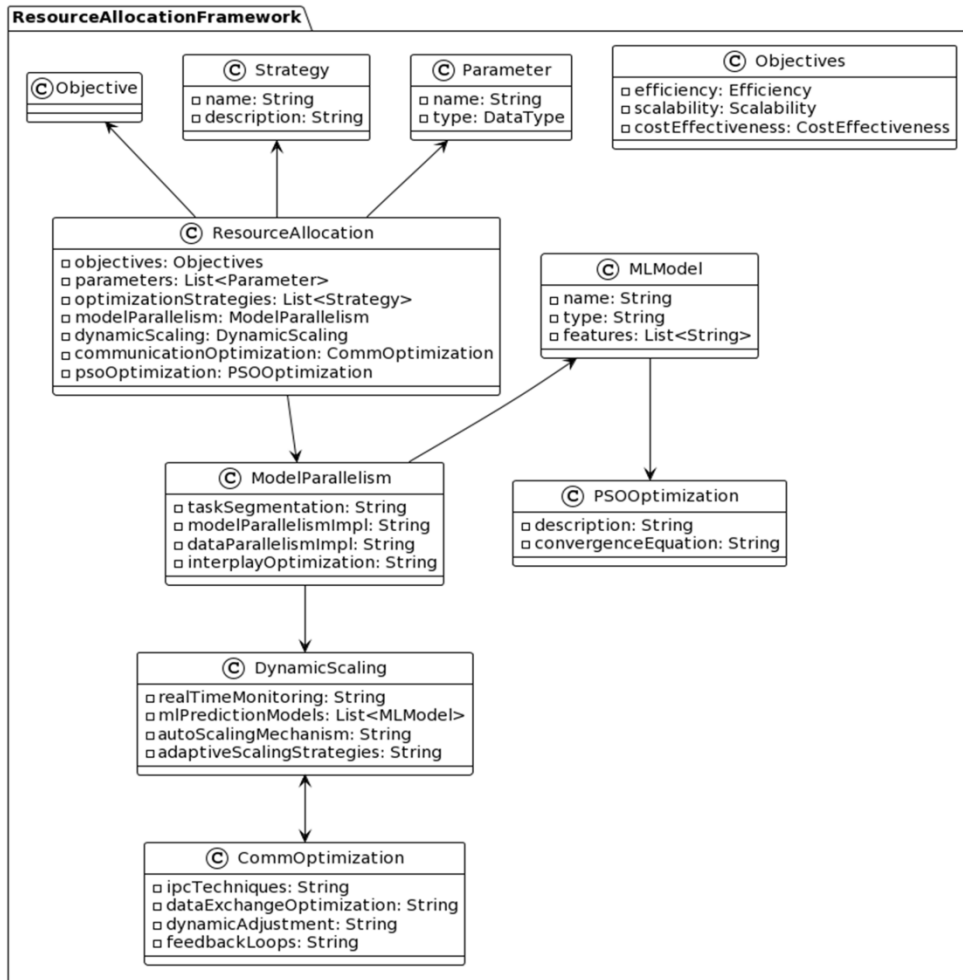 ResourceAllocationFramework
C Objective
C Strategy
name: String
description: String
C Parameter
name: String
type: DataType
C Objectives
efficiency: Efficiency
scalability: Scalability
costEffectiveness: CostEffectiveness
C ResourceAllocation
objectives: Objectives
parameters: List<Parameter>
optimizationStrategies: List<Strategy>
modelParallelism: ModelParallelism
dynamicScaling: DynamicScaling
communicationOptimization: CommOptimization
psoOptimization: PSOOptimization
C MLModel
name: String
type: String
features: List<String>
C ModelParallelism
taskSegmentation: String
modelParallelismImpl: String
dataParallelismImpl: String
interplayOptimization: String
C PSOOptimization
description: String
convergenceEquation: String
C DynamicScaling
realTimeMonitoring: String
mlPredictionModels: List<MLModel>
autoScalingMechanism: String
adaptiveScalingStrategies: String
C CommOptimization
ipcTechniques: String
dataExchangeOptimization: String
dynamicAdjustment: String
feedbackLoops: String